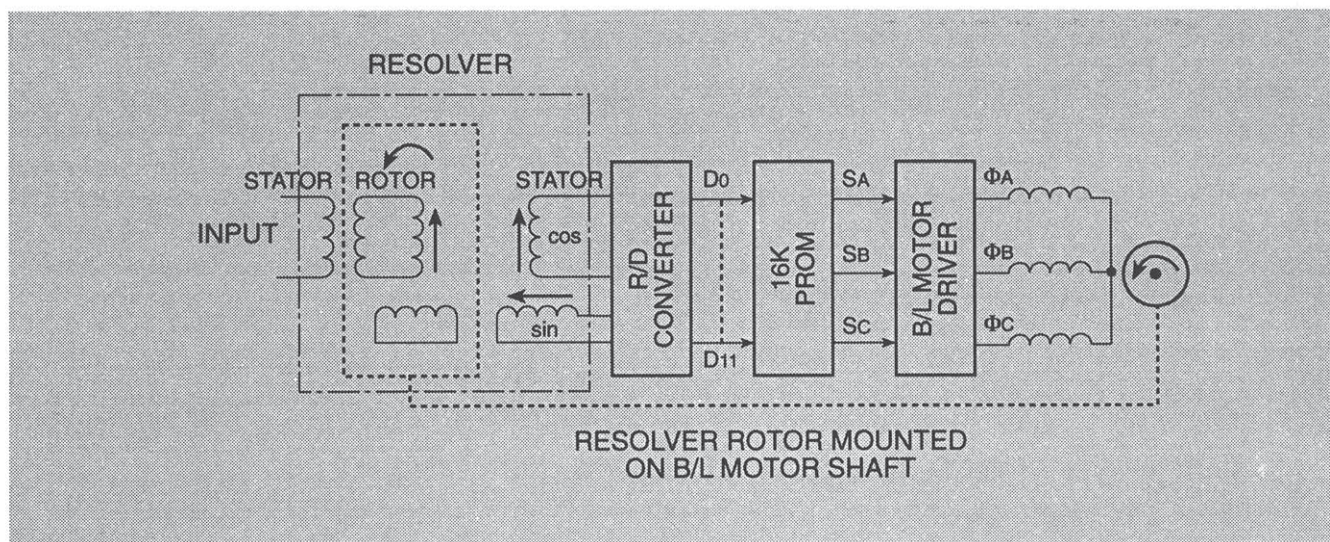 RESOLVER
STATOR
ROTOR
STATOR
INPUT
cos
sin
R/D
CONVERTER
D0
D11
16K
PROM
SA
SB
SC
B/L MOTOR
DRIVER
ΦA
ΦB
ΦC
RESOLVER ROTOR MOUNTED
ON B/L MOTOR SHAFT